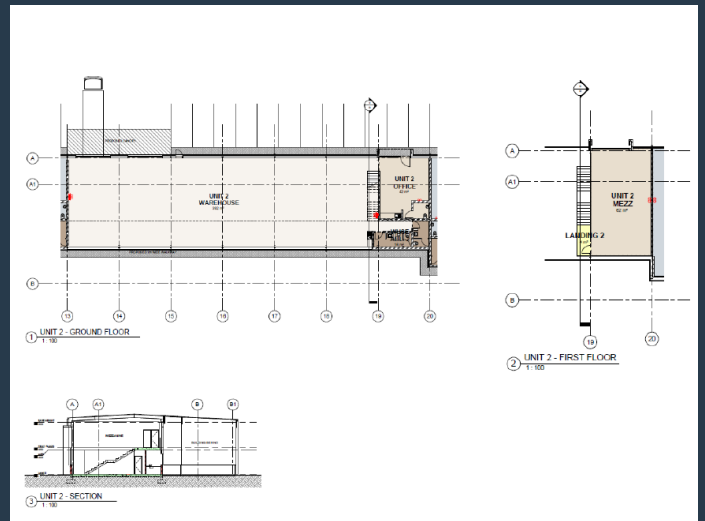 A
A1
B
UNIT 2
WAREHOUSE
UNIT 2
OFFICE
13
14
15
16
17
18
19
20
1
UNIT 2 - GROUND FLOOR
1 : 100
A
A1
B
UNIT 2
MEZZ
LANDING 2
19
20
2
UNIT 2 - FIRST FLOOR
1 : 100
A
A1
B
B1
3
UNIT 2 - SECTION
1 : 100